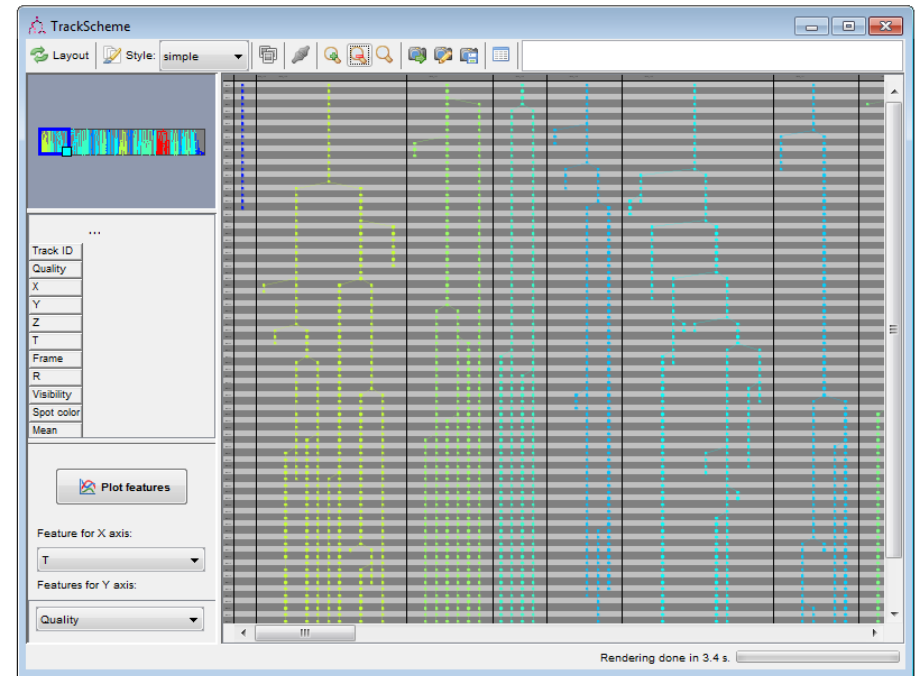 TrackScheme
Layout Style: simple
...
Track ID
Quality
X
Y
Z
T
Frame
R
Visibility
Spot color
Mean
Plot features
Feature for X axis:
T
Features for Y axis:
Quality
Rendering done in 3.4 s.